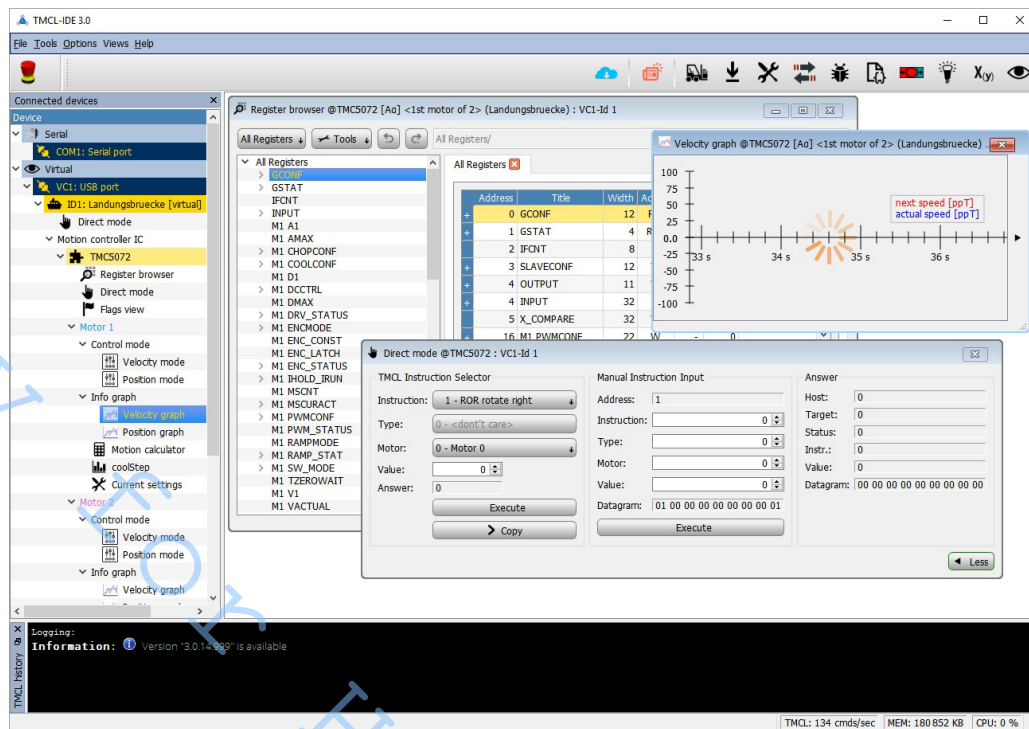 TMCL-IDE 3.0
File Tools Options Views Help
X(y)
Connected devices
Device
Serial
COM1: Serial port
Virtual
VC1: USB port
ID1: Landungsbruecke [virtual]
Direct mode
Motion controller IC
TMC5072
Register browser
Direct mode
Flags view
Motor 1
Control mode
Velocity mode
Position mode
Info graph
Velocity graph
Position graph
Motion calculator
coolStep
Current settings
Motor 2
Control mode
Velocity mode
Position mode
Info graph
Velocity graph
Register browser @TMC5072 [Aα] <1st motor of 2> (Landungsbruecke) : VC1-Id 1
All Registers Tools All Registers/
All Registers
GCONF
GSTAT
IFCNT
INPUT
M1 A1
M1 AMAX
M1 CHOPCONF
M1 COOLCONF
M1 D1
M1 DCCTRL
M1 DMAX
M1 DRV_STATUS
M1 ENCMODE
M1 ENC_CONST
M1 ENC_LATCH
M1 ENC_STATUS
M1 IHOLD_IRUN
M1 MSCNT
M1 MSCURACT
M1 PWMCONF
M1 PWM_STATUS
M1 RAMPMODE
M1 RAMP_STAT
M1 SW_MODE
M1 TZEROWAIT
M1 V1
M1 VACTUAL
All Registers
Address Title Width
+ 0 GCONF 12
+ 1 GSTAT 4 R
2 IFCNT 8
+ 3 SLAVECONF 12
+ 4 OUTPUT 11
+ 4 INPUT 32
5 X_COMPARE 32
+ 16 M1 PWMCONF 22 W - 0
Velocity graph @TMC5072 [Aα] <1st motor of 2> (Landungsbruecke)
100
75
50
25
0.0
-25
-50
-75
-100
33 s 34 s 35 s 36 s
next speed [ppT]
actual speed [ppT]
Direct mode @TMC5072 : VC1-Id 1
TMCL Instruction Selector
Instruction: 1 - ROR rotate right
Type: 0 - <dont't care>
Motor: 0 - Motor 0
Value: 0
Answer: 0
Execute
Copy
Manual Instruction Input
Address: 1
Instruction: 0
Type: 0
Motor: 0
Value: 0
Datagram: 01 00 00 00 00 00 00 00 01
Execute
Answer
Host: 0
Target: 0
Status: 0
Instr.: 0
Value: 0
Datagram: 00 00 00 00 00 00 00 00 00
Less
TMCL history
Logging:
Information: Version "3.0.14.999" is available
TMCL: 134 cmds/sec MEM: 180 852 KB CPU: 0 %
For